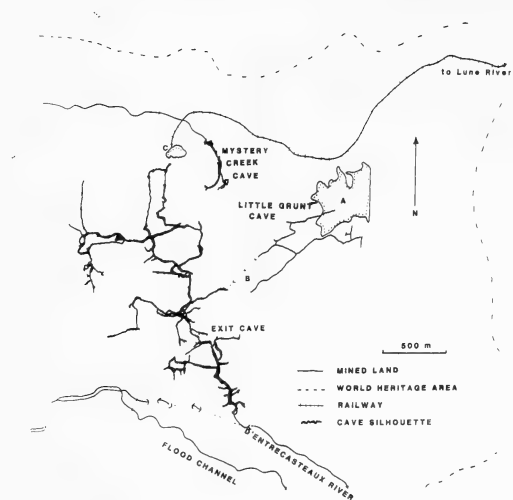 to Lune River
C
MYSTERY
CREEK
CAVE
LITTLE GRUNT
CAVE
A
N
B
EXIT CAVE
500 m
MINED LAND
WORLD HERITAGE AREA
RAILWAY
CAVE SILHOUETTE
D'ENTRECASTEAUX RIVER
FLOOD CHANNEL